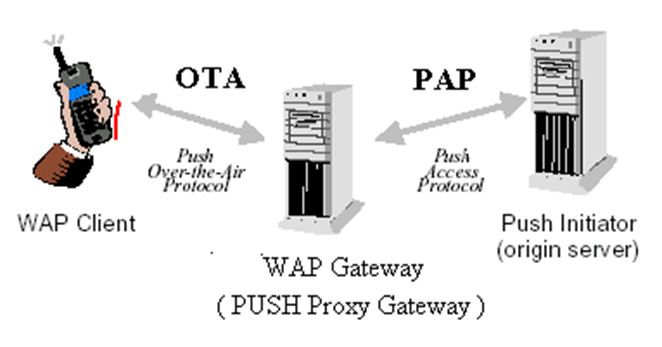 OTA
PAP
Push
Over-the-Air
Protocol
Push
Access
Protocol
WAP Client
Push Initiator
(origin server)
WAP Gateway
( PUSH Proxy Gateway )